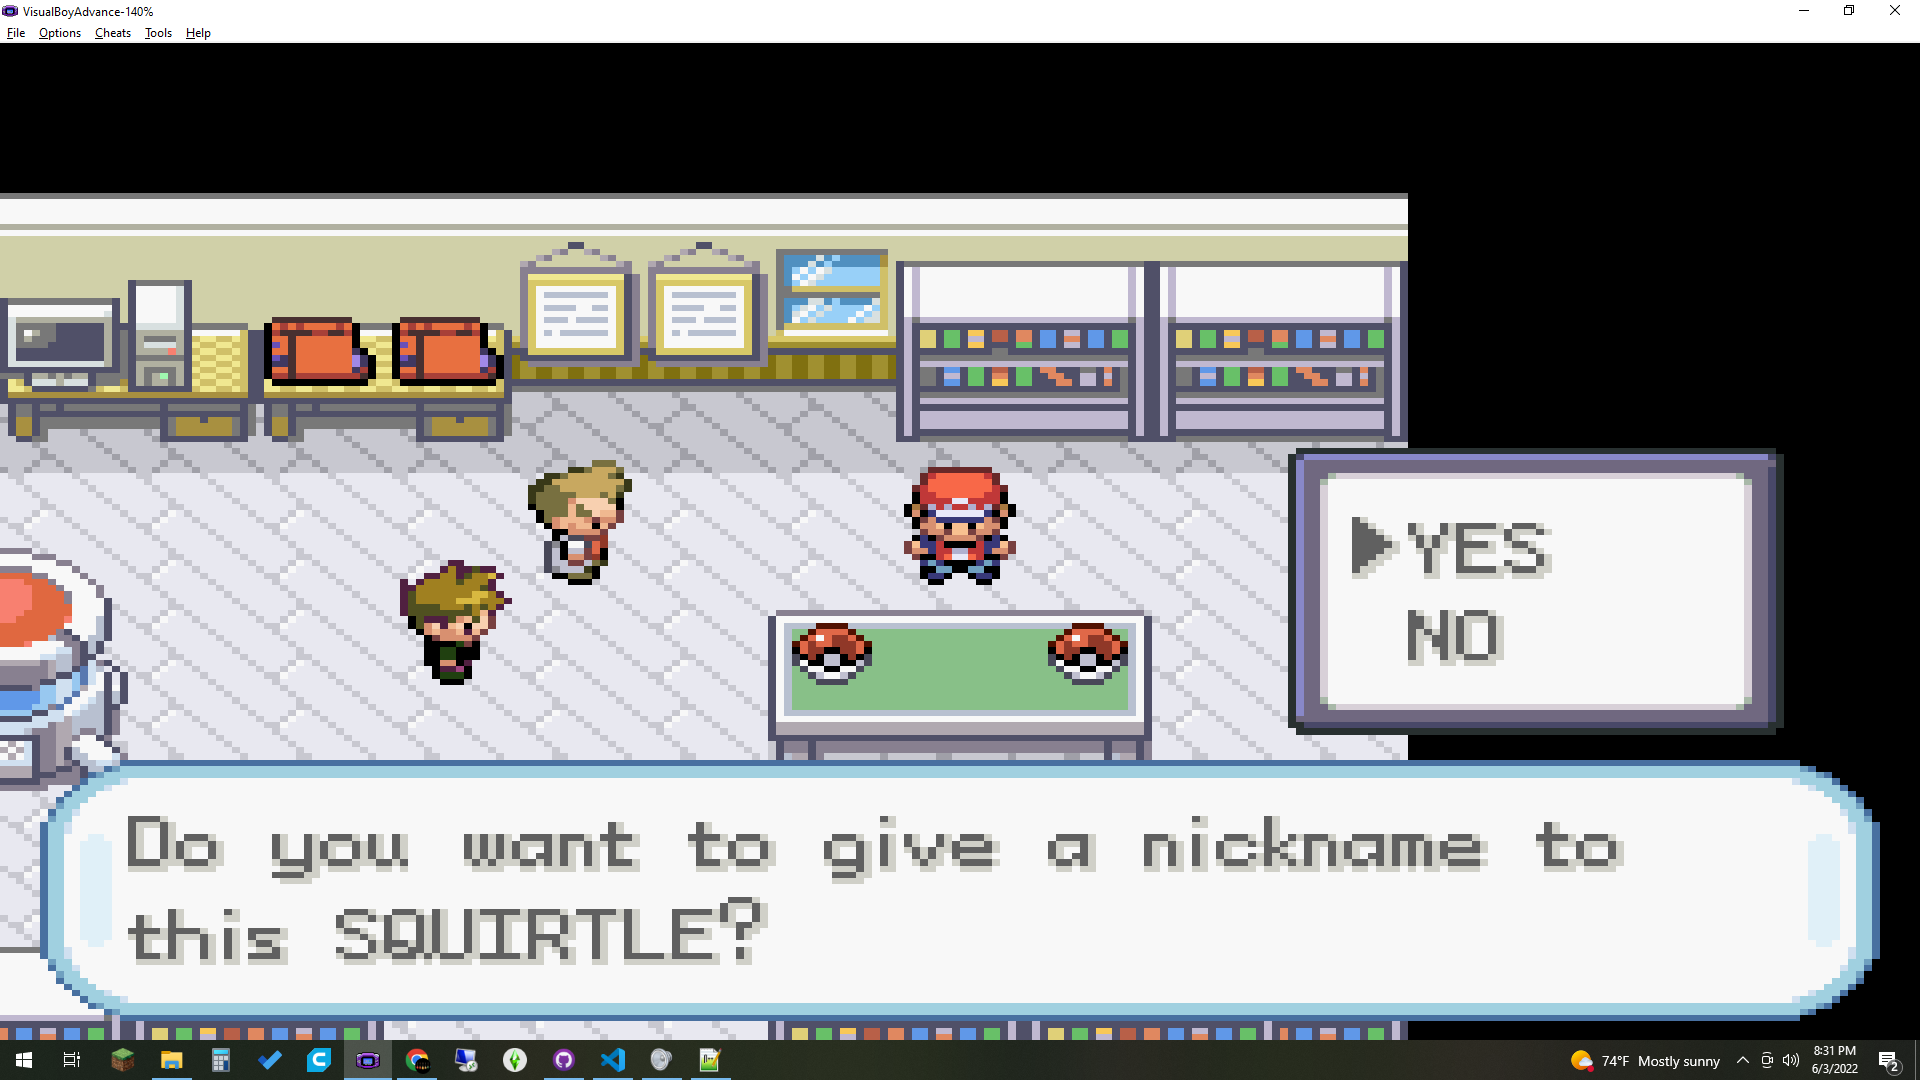 VisualBoyAdvance-140%
File Options Cheats Tools Help
YES
NO
Do you want to give a nickname to
this SQUIRTLE?
74°F Mostly sunny
8:31 PM
6/3/2022
2